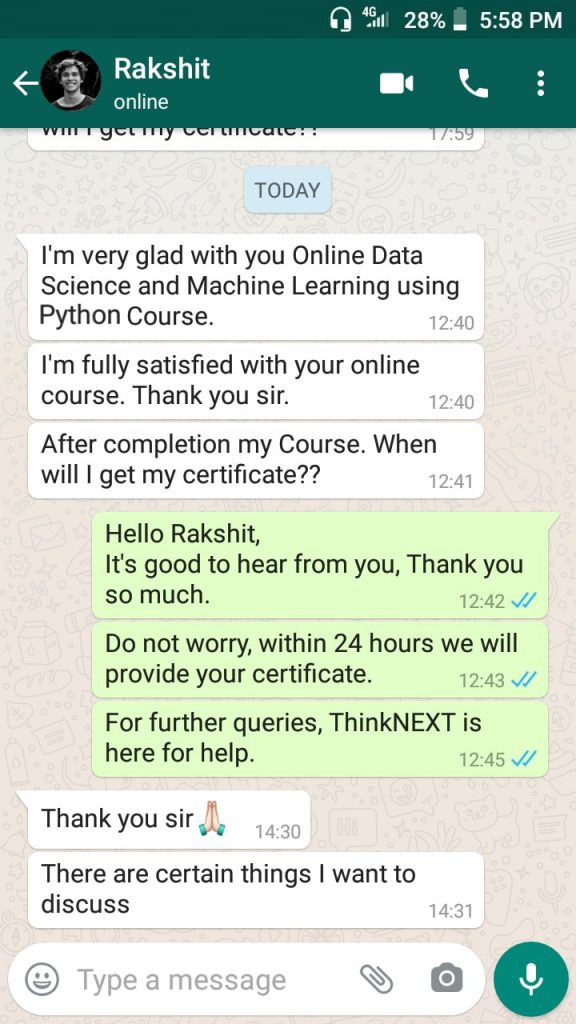 4G 28% 5:58 PM
Rakshit
online
will I get my certificate??
17:59
TODAY
I'm very glad with you Online Data
Science and Machine Learning using
Python Course.
12:40
I'm fully satisfied with your online
course. Thank you sir.
12:40
After completion my Course. When
will I get my certificate??
12:41
Hello Rakshit,
It's good to hear from you, Thank you
so much.
12:42
Do not worry, within 24 hours we will
provide your certificate.
12:43
For further queries, ThinkNEXT is
here for help.
12:45
Thank you sir🙏🏻
14:30
There are certain things I want to
discuss
14:31
Type a message